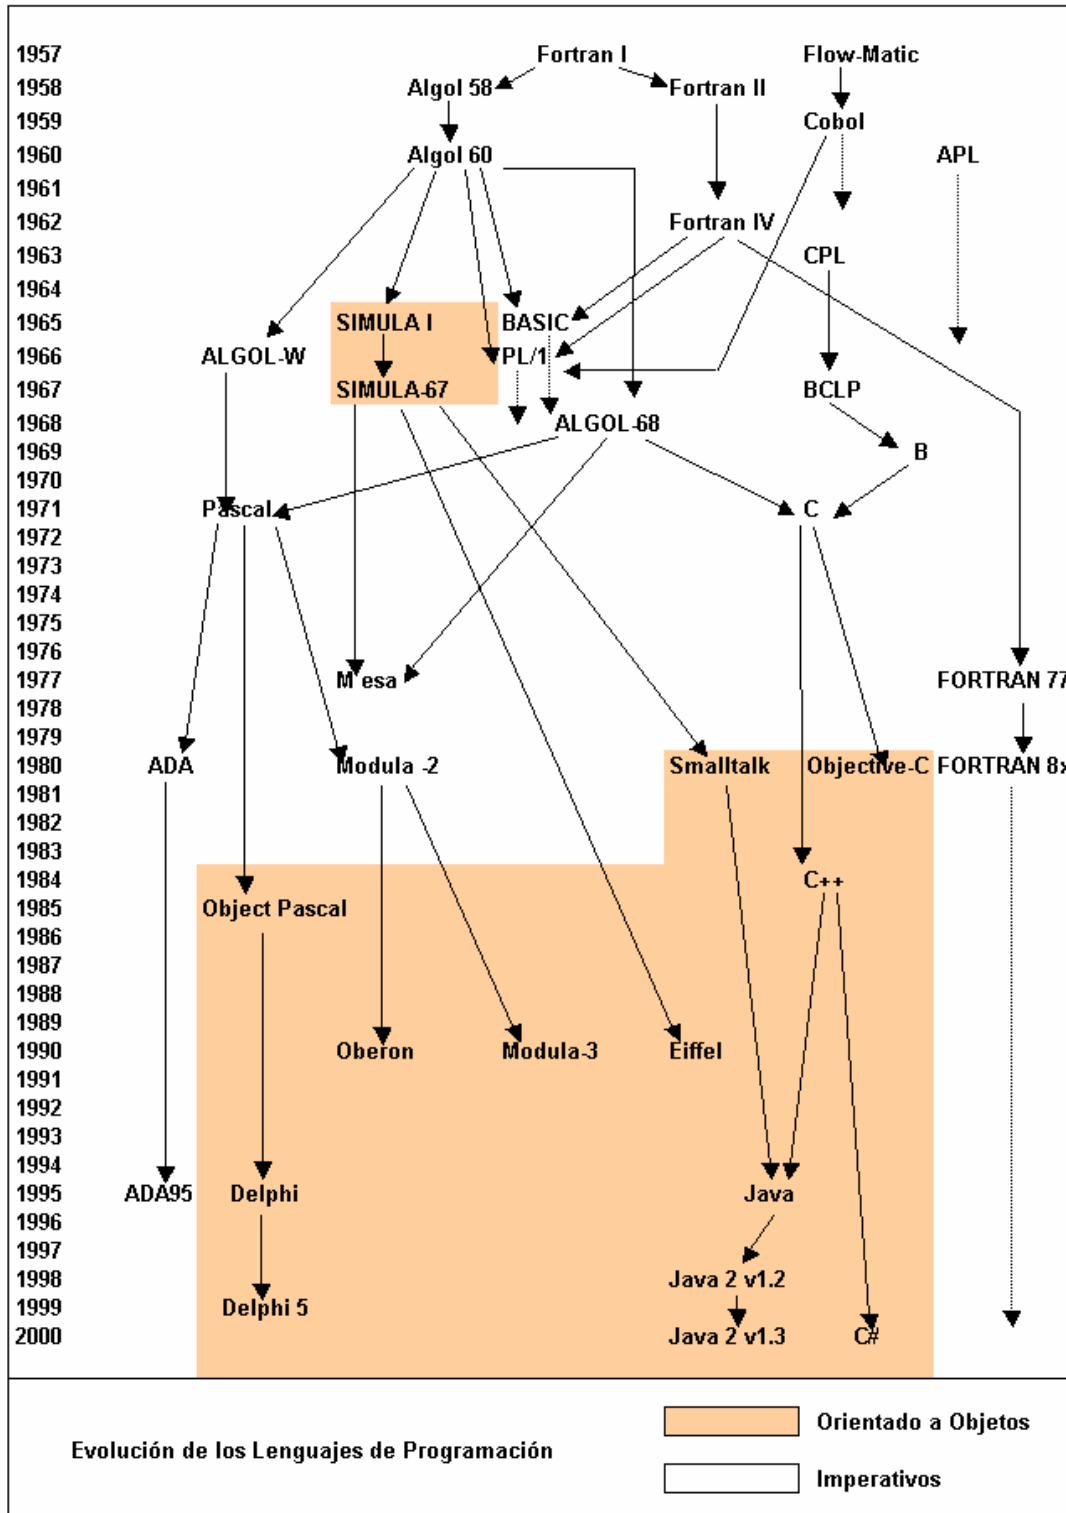 1957 Fortran I Flow-Matic
1958 Algol 58 Fortran II
1959 Cobol
1960 Algol 60 APL
1961
1962 Fortran IV
1963 CPL
1964
1965 SIMULA I BASIC
1966 ALGOL-W PL/1
1967 SIMULA-67 BCLP
1968 ALGOL-68
1969 B
1970
1971 Pascal C
1972
1973
1974
1975
1976
1977 M esa FORTRAN 77
1978
1979
1980 ADA Modula -2 Smalltalk Objective-C FORTRAN 8x
1981
1982
1983
1984 C++
1985 Object Pascal
1986
1987
1988
1989
1990 Oberon Modula-3 Eiffel
1991
1992
1993
1994
1995 ADA95 Delphi Java
1996
1997
1998 Java 2 v1.2
1999 Delphi 5
2000 Java 2 v1.3 C#
Evolución de los Lenguajes de Programación
Orientado a Objetos
Imperativos